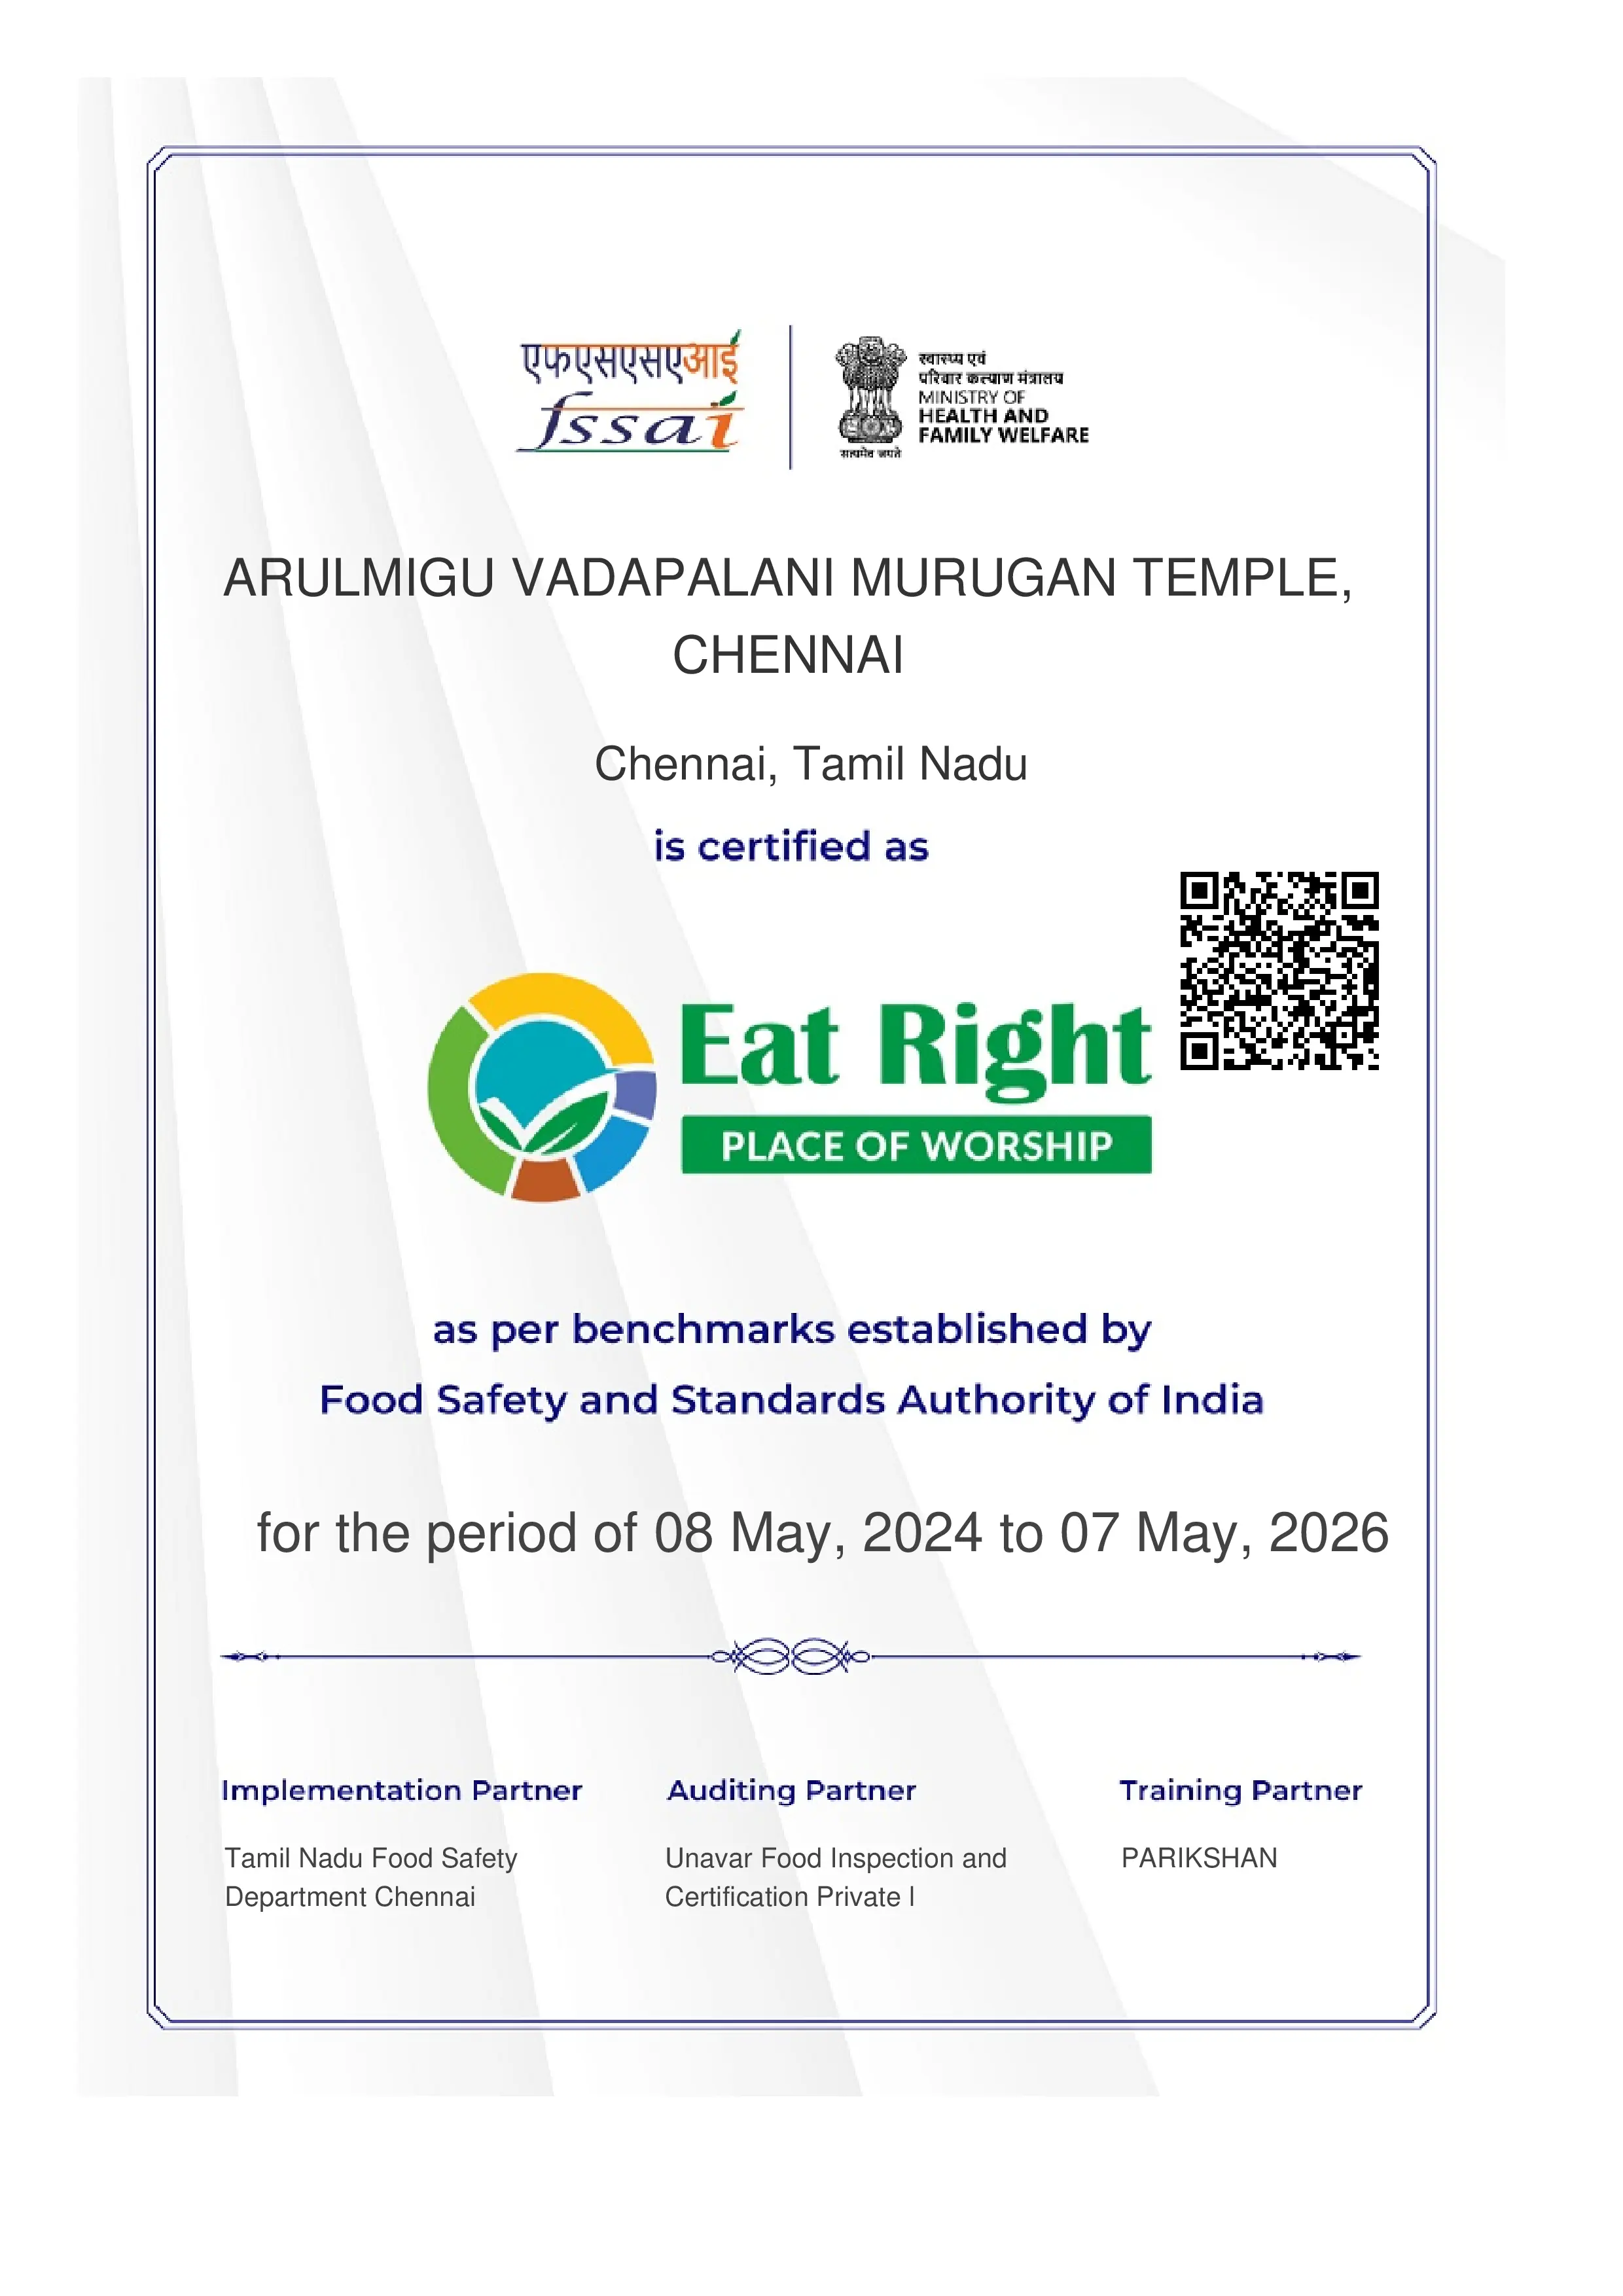 एफएसएसएआई
fssai
स्वास्थ्य एवं
परिवार कल्याण मंत्रालय
MINISTRY OF
HEALTH AND
FAMILY WELFARE
सत्यमेव जयते
ARULMIGU VADAPALANI MURUGAN TEMPLE,
CHENNAI
Chennai, Tamil Nadu
is certified as
Eat Right
PLACE OF WORSHIP
as per benchmarks established by
Food Safety and Standards Authority of India
for the period of 08 May, 2024 to 07 May, 2026
Implementation Partner
Tamil Nadu Food Safety
Department Chennai
Auditing Partner
Unavar Food Inspection and
Certification Private l
Training Partner
PARIKSHAN